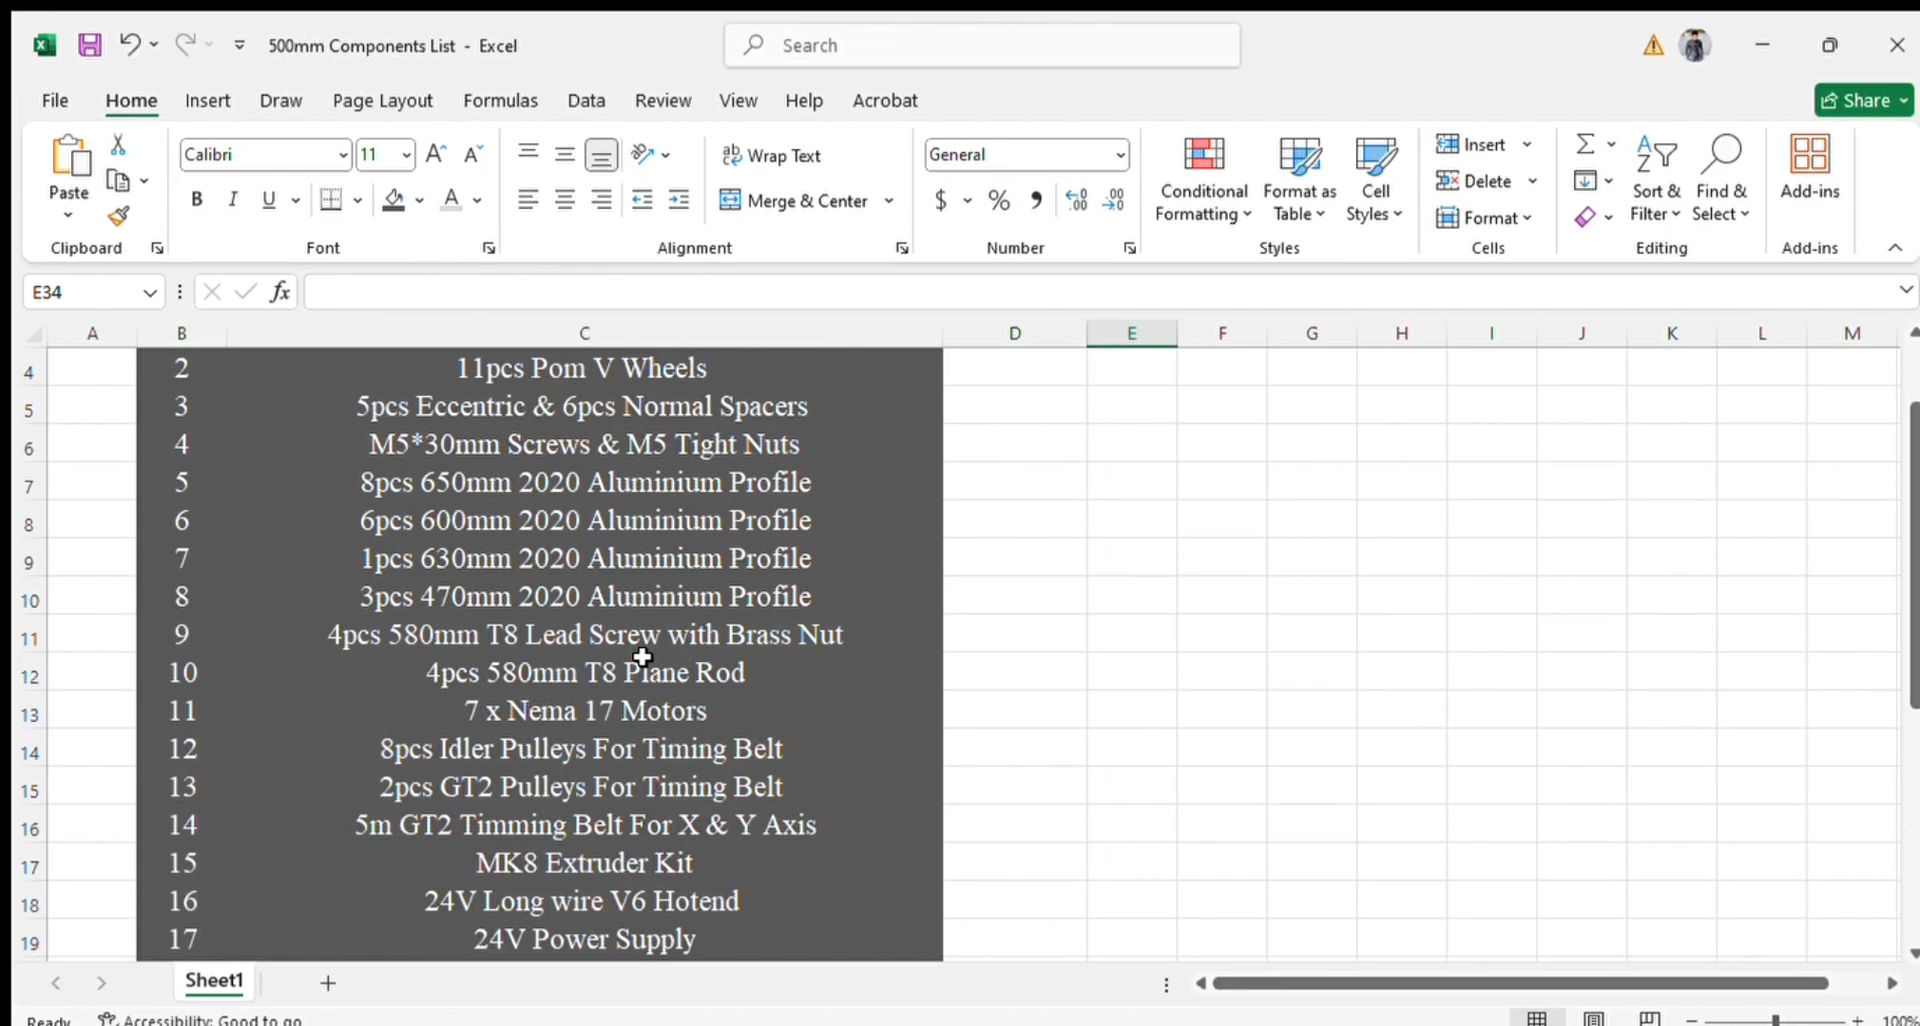 500mm Components List - Excel
Search
File Home Insert Draw Page Layout Formulas Data Review View Help Acrobat
Share
Paste
Clipboard
Calibri 11
B I U
Font
Wrap Text
Merge & Center
Alignment
General
$ %
Number
Conditional Formatting
Format as Table
Cell Styles
Styles
Insert
Delete
Format
Cells
Sort & Filter
Find & Select
Editing
Add-ins
Add-ins
E34
fx
A B C D E F G H I J K L M
4 2 11pcs Pom V Wheels
5 3 5pcs Eccentric & 6pcs Normal Spacers
6 4 M5*30mm Screws & M5 Tight Nuts
7 5 8pcs 650mm 2020 Aluminium Profile
8 6 6pcs 600mm 2020 Aluminium Profile
9 7 1pcs 630mm 2020 Aluminium Profile
10 8 3pcs 470mm 2020 Aluminium Profile
11 9 4pcs 580mm T8 Lead Screw with Brass Nut
12 10 4pcs 580mm T8 Plane Rod
13 11 7 x Nema 17 Motors
14 12 8pcs Idler Pulleys For Timing Belt
15 13 2pcs GT2 Pulleys For Timing Belt
16 14 5m GT2 Timming Belt For X & Y Axis
17 15 MK8 Extruder Kit
18 16 24V Long wire V6 Hotend
19 17 24V Power Supply
Sheet1
Ready Accessibility: Good to go 100%